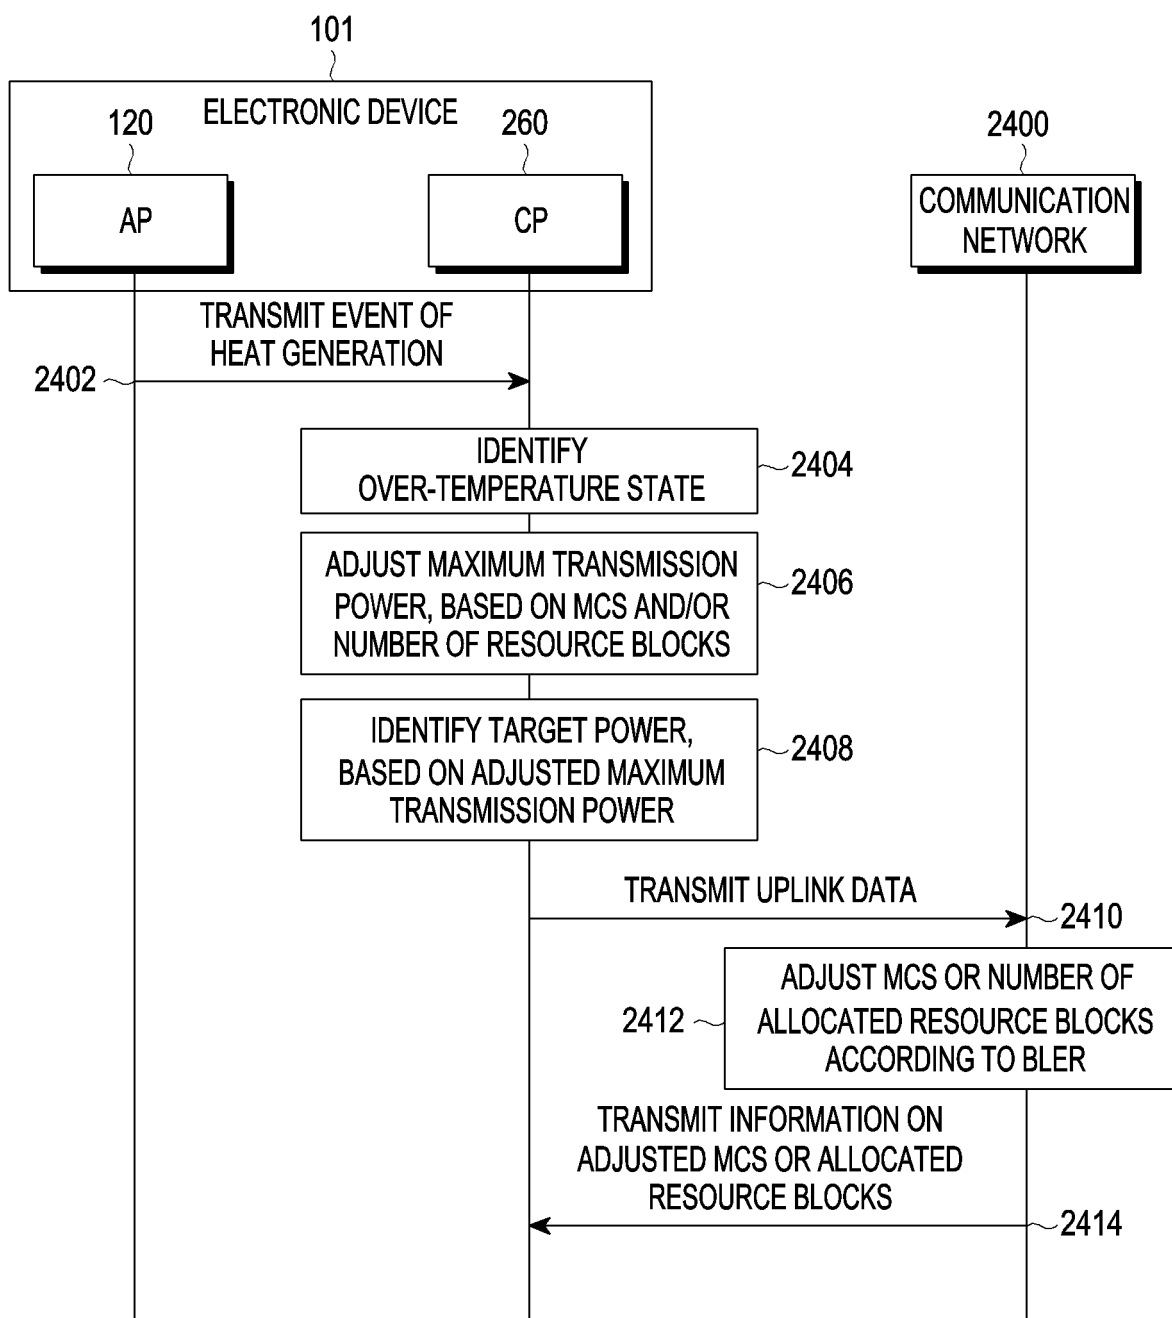 101
ELECTRONIC DEVICE
120
260
2400
AP
CP
COMMUNICATION
NETWORK
TRANSMIT EVENT OF
HEAT GENERATION
2402
IDENTIFY
OVER-TEMPERATURE STATE
2404
ADJUST MAXIMUM TRANSMISSION
POWER, BASED ON MCS AND/OR
NUMBER OF RESOURCE BLOCKS
2406
IDENTIFY TARGET POWER,
BASED ON ADJUSTED MAXIMUM
TRANSMISSION POWER
2408
TRANSMIT UPLINK DATA
2410
ADJUST MCS OR NUMBER OF
ALLOCATED RESOURCE BLOCKS
ACCORDING TO BLER
2412
TRANSMIT INFORMATION ON
ADJUSTED MCS OR ALLOCATED
RESOURCE BLOCKS
2414